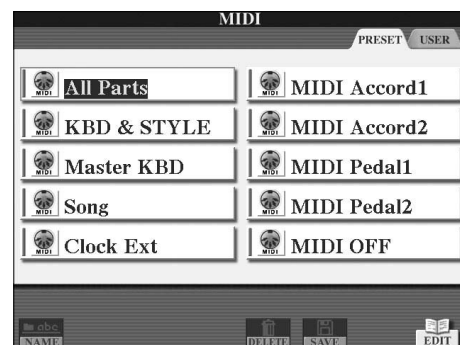 MIDI
PRESET USER
All Parts
KBD & STYLE
Master KBD
Song
Clock Ext
MIDI Accord1
MIDI Accord2
MIDI Pedal1
MIDI Pedal2
MIDI OFF
abc
NAME DELETE SAVE EDIT